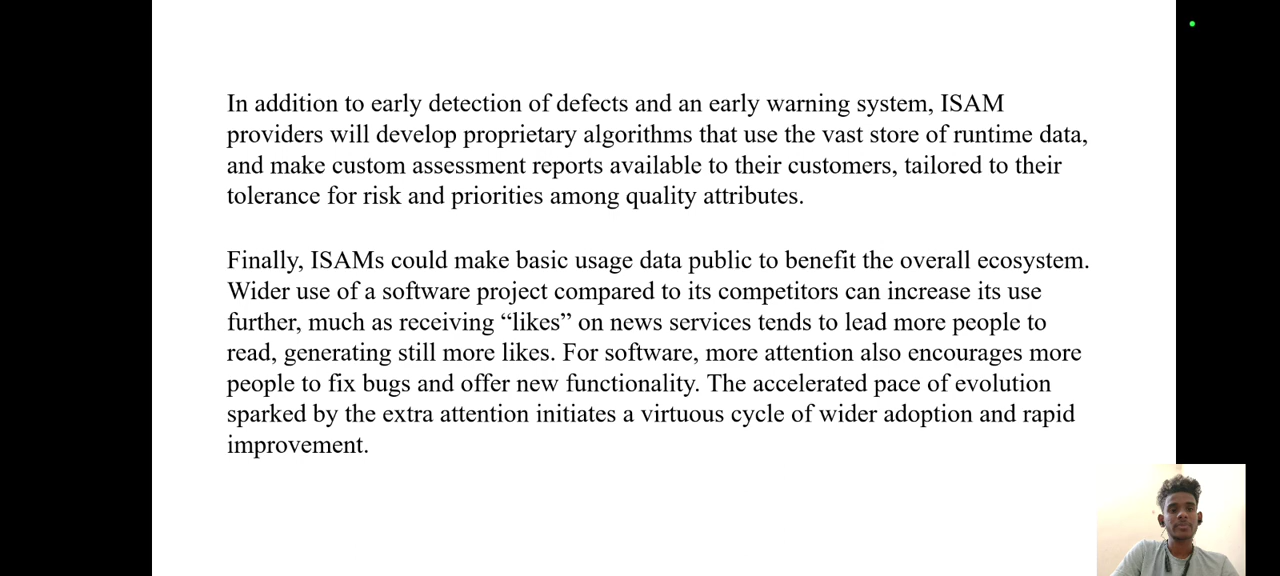 In addition to early detection of defects and an early warning system, ISAM
providers will develop proprietary algorithms that use the vast store of runtime data,
and make custom assessment reports available to their customers, tailored to their
tolerance for risk and priorities among quality attributes.
Finally, ISAMs could make basic usage data public to benefit the overall ecosystem.
Wider use of a software project compared to its competitors can increase its use
further, much as receiving “likes” on news services tends to lead more people to
read, generating still more likes. For software, more attention also encourages more
people to fix bugs and offer new functionality. The accelerated pace of evolution
sparked by the extra attention initiates a virtuous cycle of wider adoption and rapid
improvement.